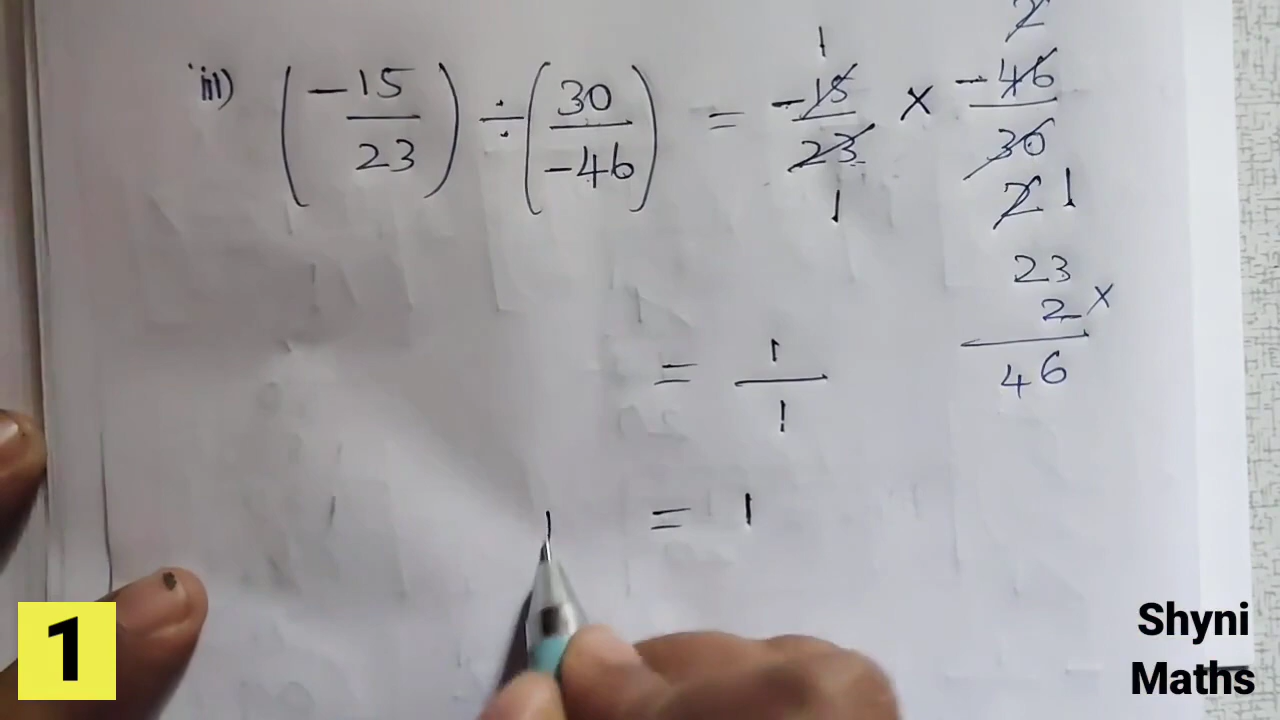 iii) (-15/23) ÷ (30/-46) = -15/23 × -46/30
1 2
1 2 1
23
2 ×
46
= 1/1
1 = 1
1
Shyni
Maths